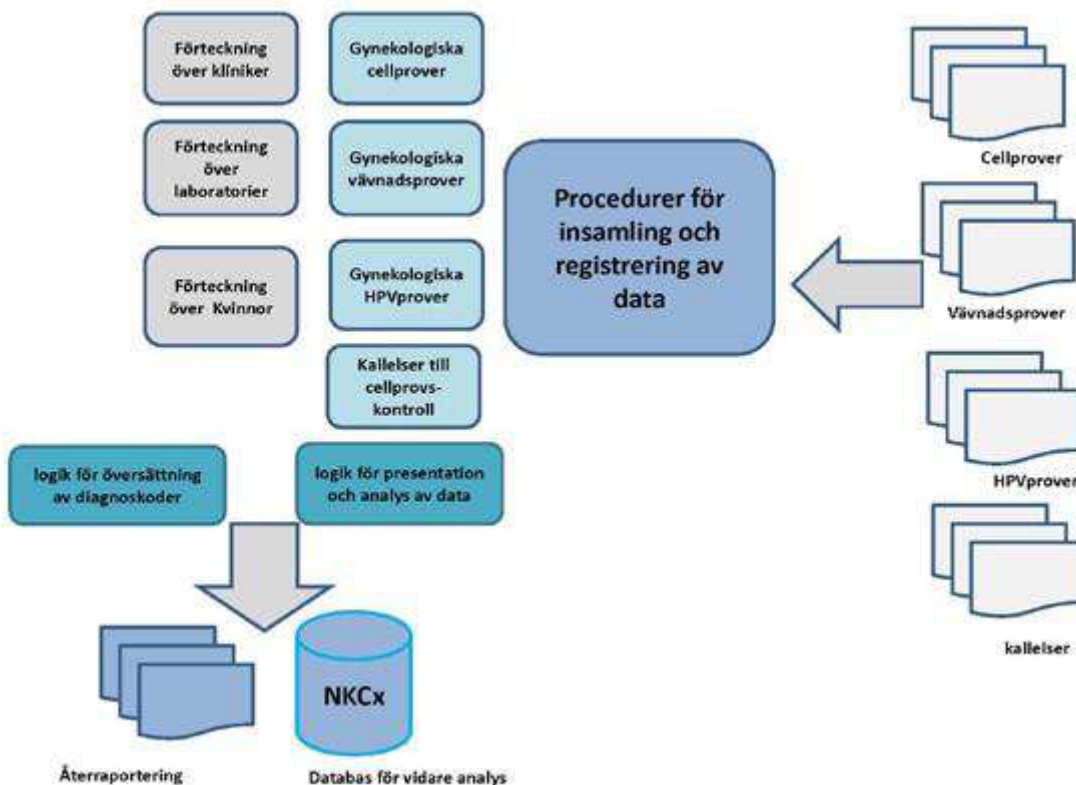 Förteckning
över kliniker
Gynekologiska
cellprover
Förteckning
över
laboratorier
Gynekologiska
vävnadsprover
Förteckning
över Kvinnor
Gynekologiska
HPVprover
Kallelser till
cellprovs-
kontroll
Procedurer för
insamling och
registrering av
data
Cellprover
Vävnadsprover
HPVprover
kallelser
logik för översättning
av diagnoskoder
logik för presentation
och analys av data
NKCx
Återraportering
Databas för vidare analys